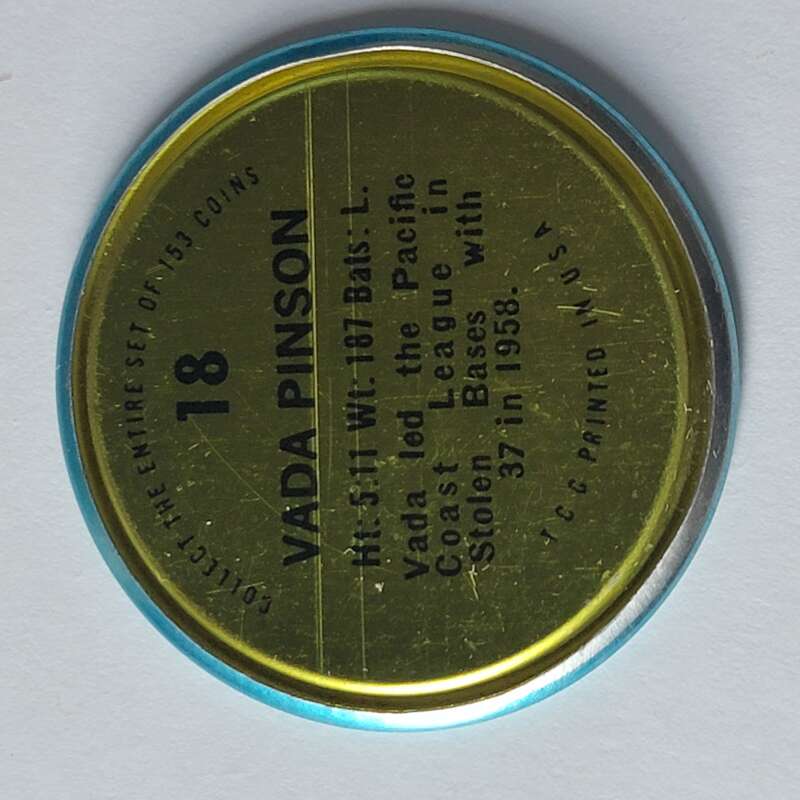 COLLECT THE ENTIRE SET OF 153 COINS
18
VADA PINSON
Ht: 5:11 Wt: 187 Bats: L.
Vada led the Pacific
Coast League in
Stolen Bases with
37 in 1958.
T C G PRINTED IN USA